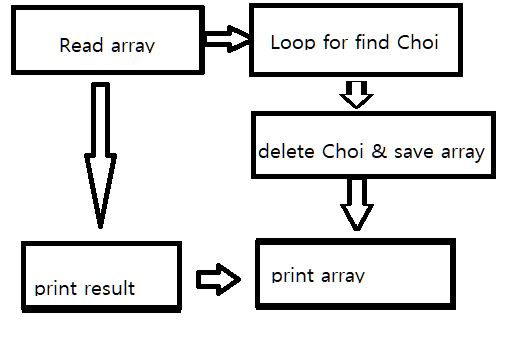 Read array
Loop for find Choi
delete Choi & save array
print result
print array